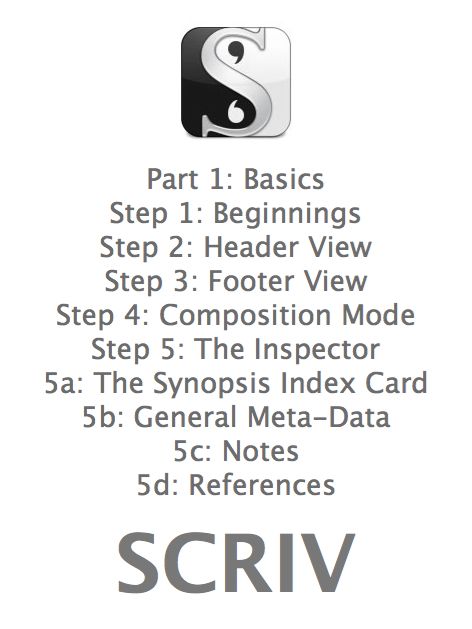 Part 1: Basics
Step 1: Beginnings
Step 2: Header View
Step 3: Footer View
Step 4: Composition Mode
Step 5: The Inspector
5a: The Synopsis Index Card
5b: General Meta-Data
5c: Notes
5d: References
SCRIV